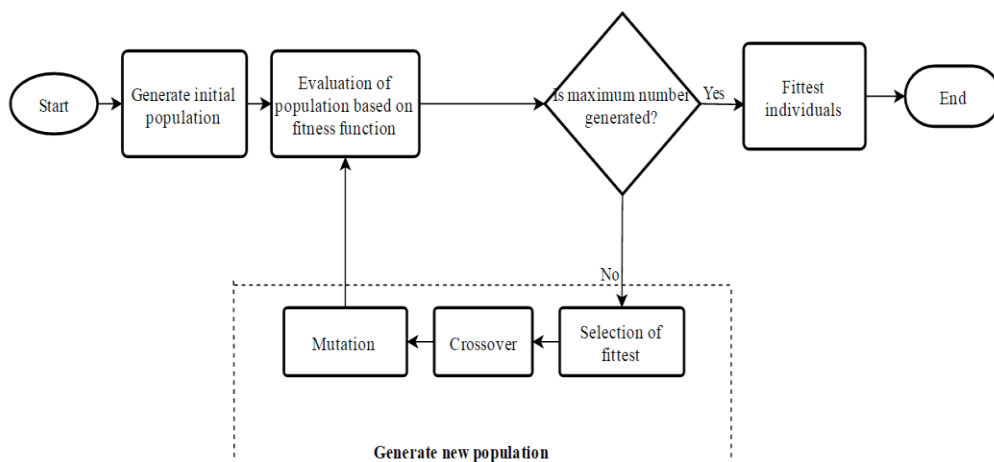 Start
Generate initial
population
Evaluation of
population based on
fitness function
Is maximum number
generated?
Yes
Fittest
individuals
End
No
Selection of
fittest
Crossover
Mutation
Generate new population